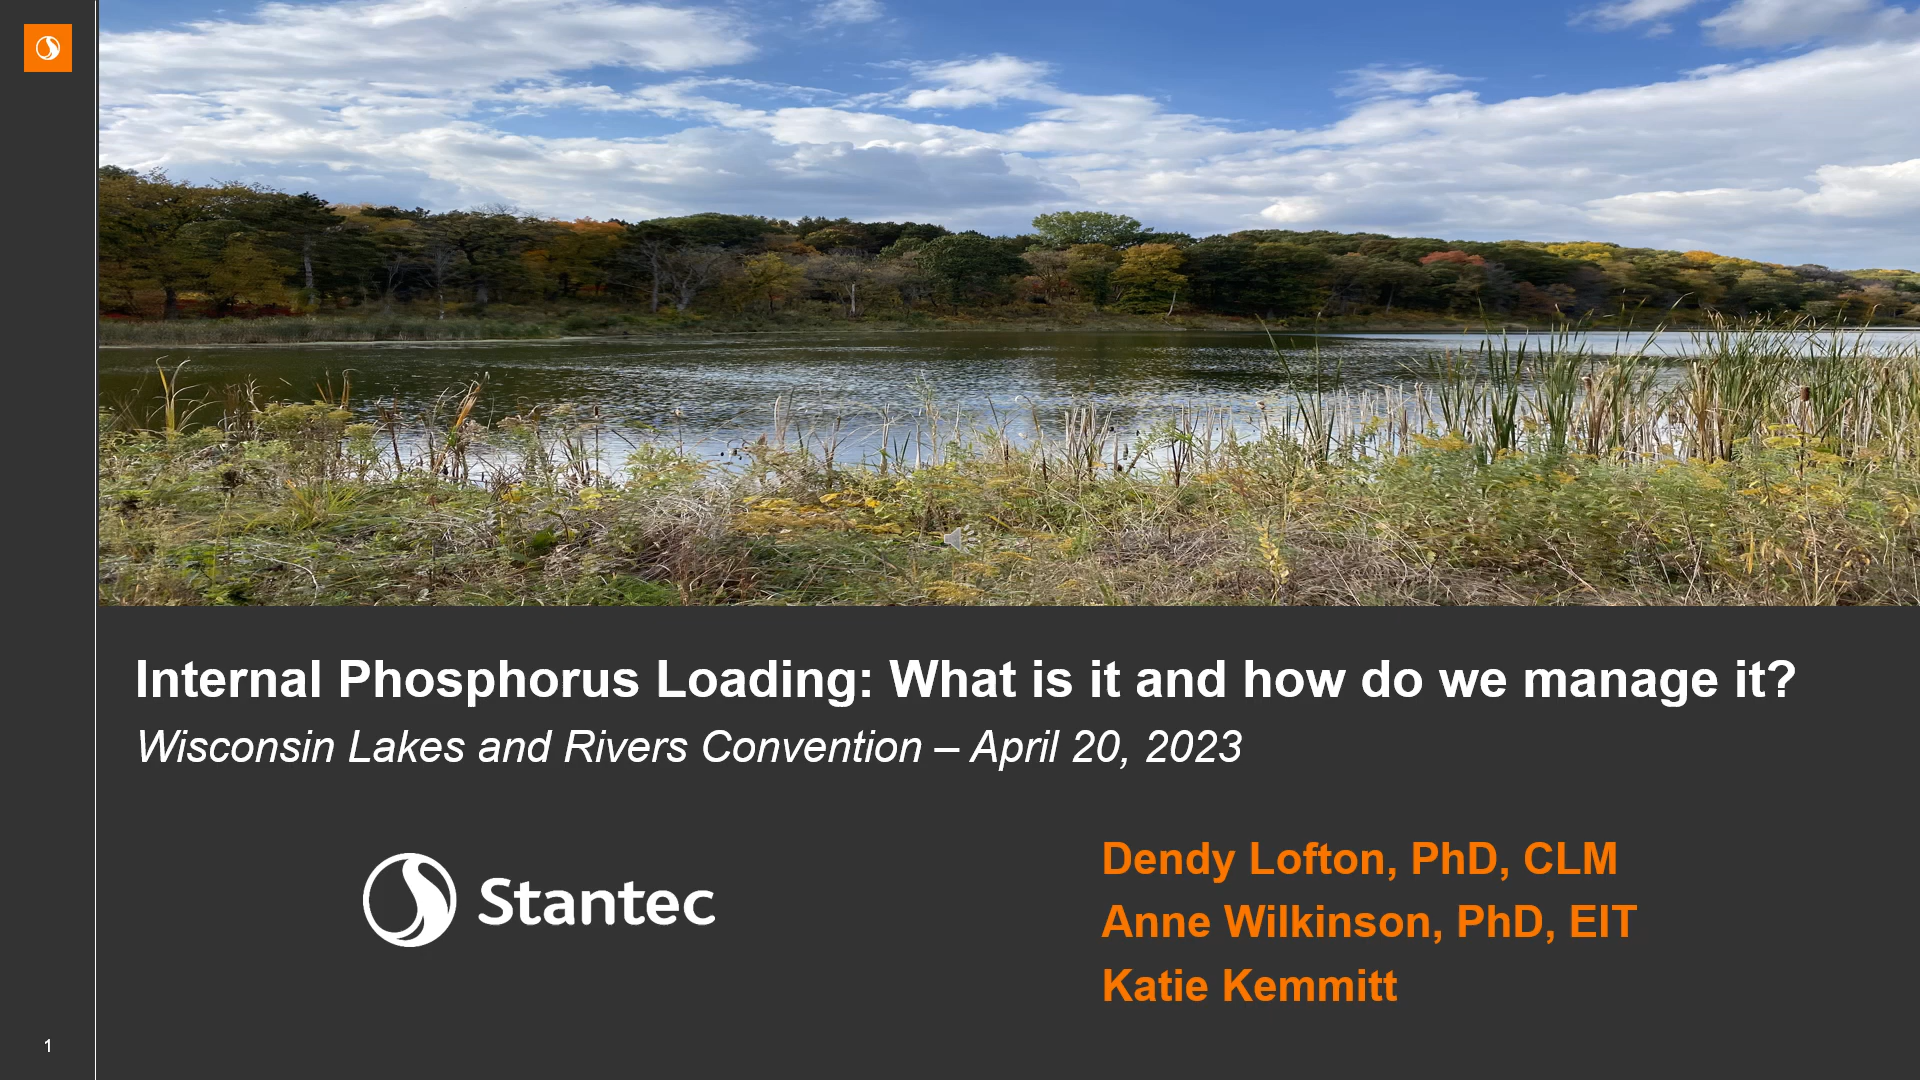 Internal Phosphorus Loading: What is it and how do we manage it?
Wisconsin Lakes and Rivers Convention – April 20, 2023
Stantec
Dendy Lofton, PhD, CLM
Anne Wilkinson, PhD, EIT
Katie Kemmitt
1